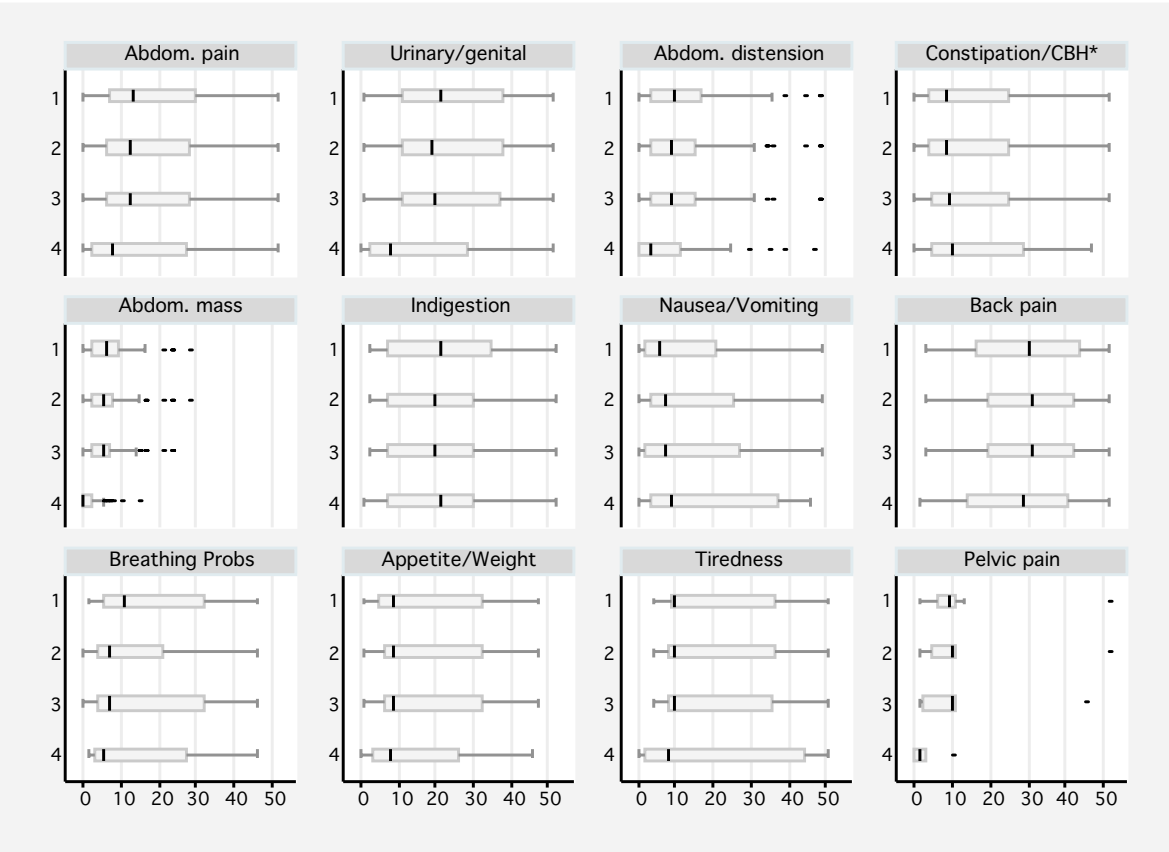 Abdom. pain Urinary/genital Abdom. distension Constipation/CBH*
1 1 1 1
2 2 2 2
3 3 3 3
4 4 4 4
Abdom. mass Indigestion Nausea/Vomiting Back pain
1 1 1 1
2 2 2 2
3 3 3 3
4 4 4 4
Breathing Probs Appetite/Weight Tiredness Pelvic pain
1 1 1 1
2 2 2 2
3 3 3 3
4 4 4 4
0 10 20 30 40 50 0 10 20 30 40 50 0 10 20 30 40 50 0 10 20 30 40 50